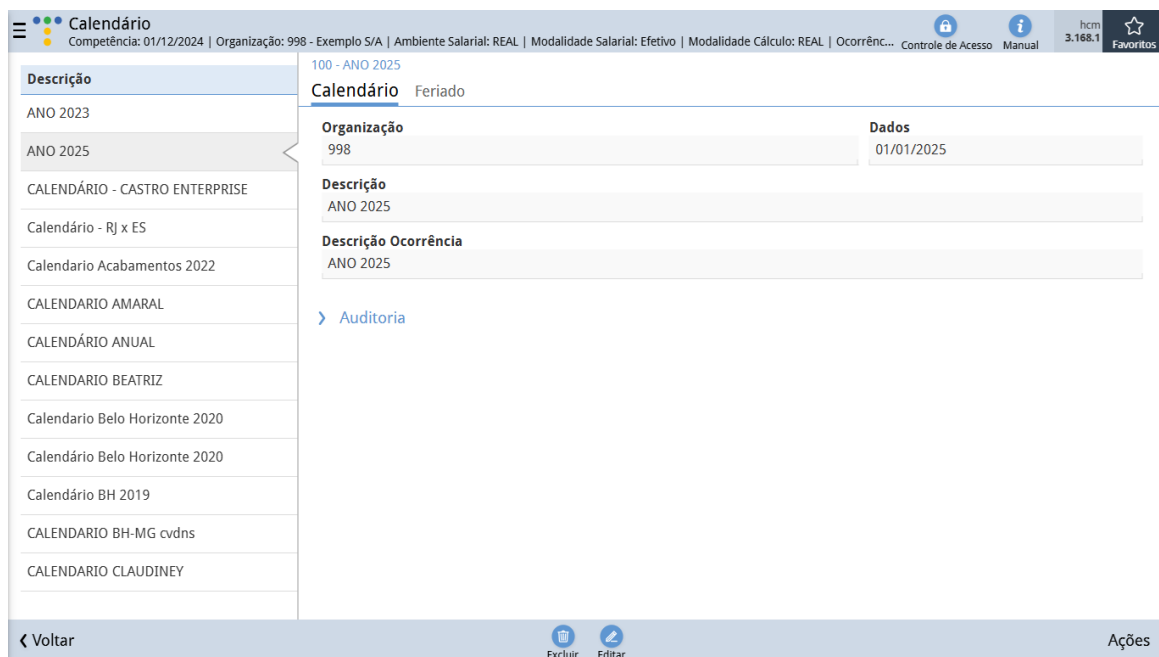 Calendário
Competência: 01/12/2024 | Organização: 998 - Exemplo S/A | Ambiente Salarial: REAL | Modalidade Salarial: Efetivo | Modalidade Cálculo: REAL | Ocorrênc...
Controle de Acesso
Manual
hcm
3.168.1
Favoritos
Descrição
ANO 2023
ANO 2025
CALENDÁRIO - CASTRO ENTERPRISE
Calendário - RJ x ES
Calendario Acabamentos 2022
CALENDARIO AMARAL
CALENDÁRIO ANUAL
CALENDARIO BEATRIZ
Calendario Belo Horizonte 2020
Calendário Belo Horizonte 2020
Calendário BH 2019
CALENDARIO BH-MG cvdns
CALENDARIO CLAUDINEY
100 - ANO 2025
Calendário Feriado
Organização Dados
998 01/01/2025
Descrição
ANO 2025
Descrição Ocorrência
ANO 2025
Auditoria
Voltar
Excluir Editar
Ações